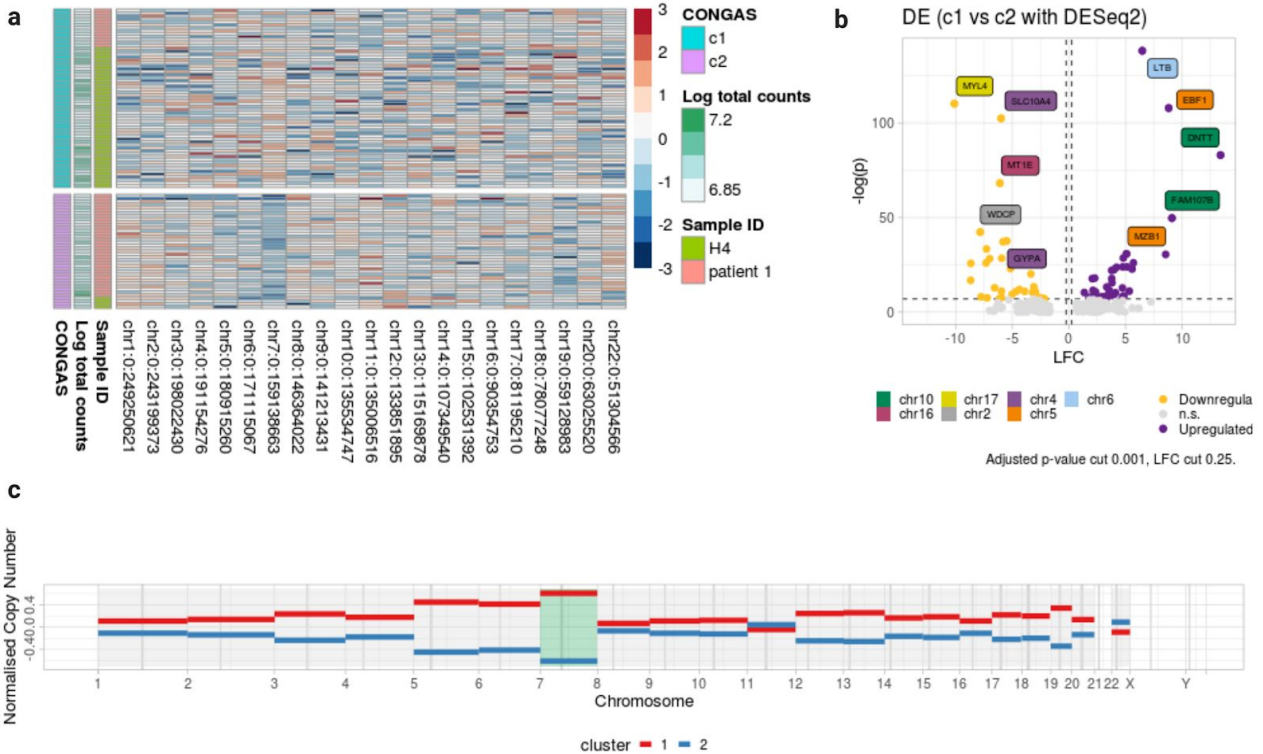 a
3
2
1
0
-1
-2
-3
CONGAS
c1
c2
Log total counts
7.2
6.85
Sample ID
H4
patient 1
CONGAS
Log total counts
Sample ID
chr1:0:249250621
chr2:0:243199373
chr3:0:198022430
chr4:0:191154276
chr5:0:180915260
chr6:0:171115067
chr7:0:159138663
chr8:0:146364022
chr9:0:141213431
chr10:0:135534747
chr11:0:135006516
chr12:0:133851895
chr13:0:115169878
chr14:0:107349540
chr15:0:102531392
chr16:0:90354753
chr17:0:81195210
chr18:0:78077248
chr19:0:59128983
chr20:0:63025520
chr22:0:51304566
b
DE (c1 vs c2 with DESeq2)
-log(p)
100
50
0
MYL4
SLC10A4
MT1E
WDCP
GYPA
LTB
EBF1
DNTT
FAM107B
MZB1
-10
-5
0
5
10
LFC
chr10
chr17
chr4
chr6
chr16
chr2
chr5
Downregula
n.s.
Upregulated
Adjusted p-value cut 0.001, LFC cut 0.25.
c
Normalised Copy Number
-0.4 0.0 0.4
1 2 3 4 5 6 7 8 9 10 11 12 13 14 15 16 17 18 19 20 21 22 X Y
Chromosome
cluster 1 2